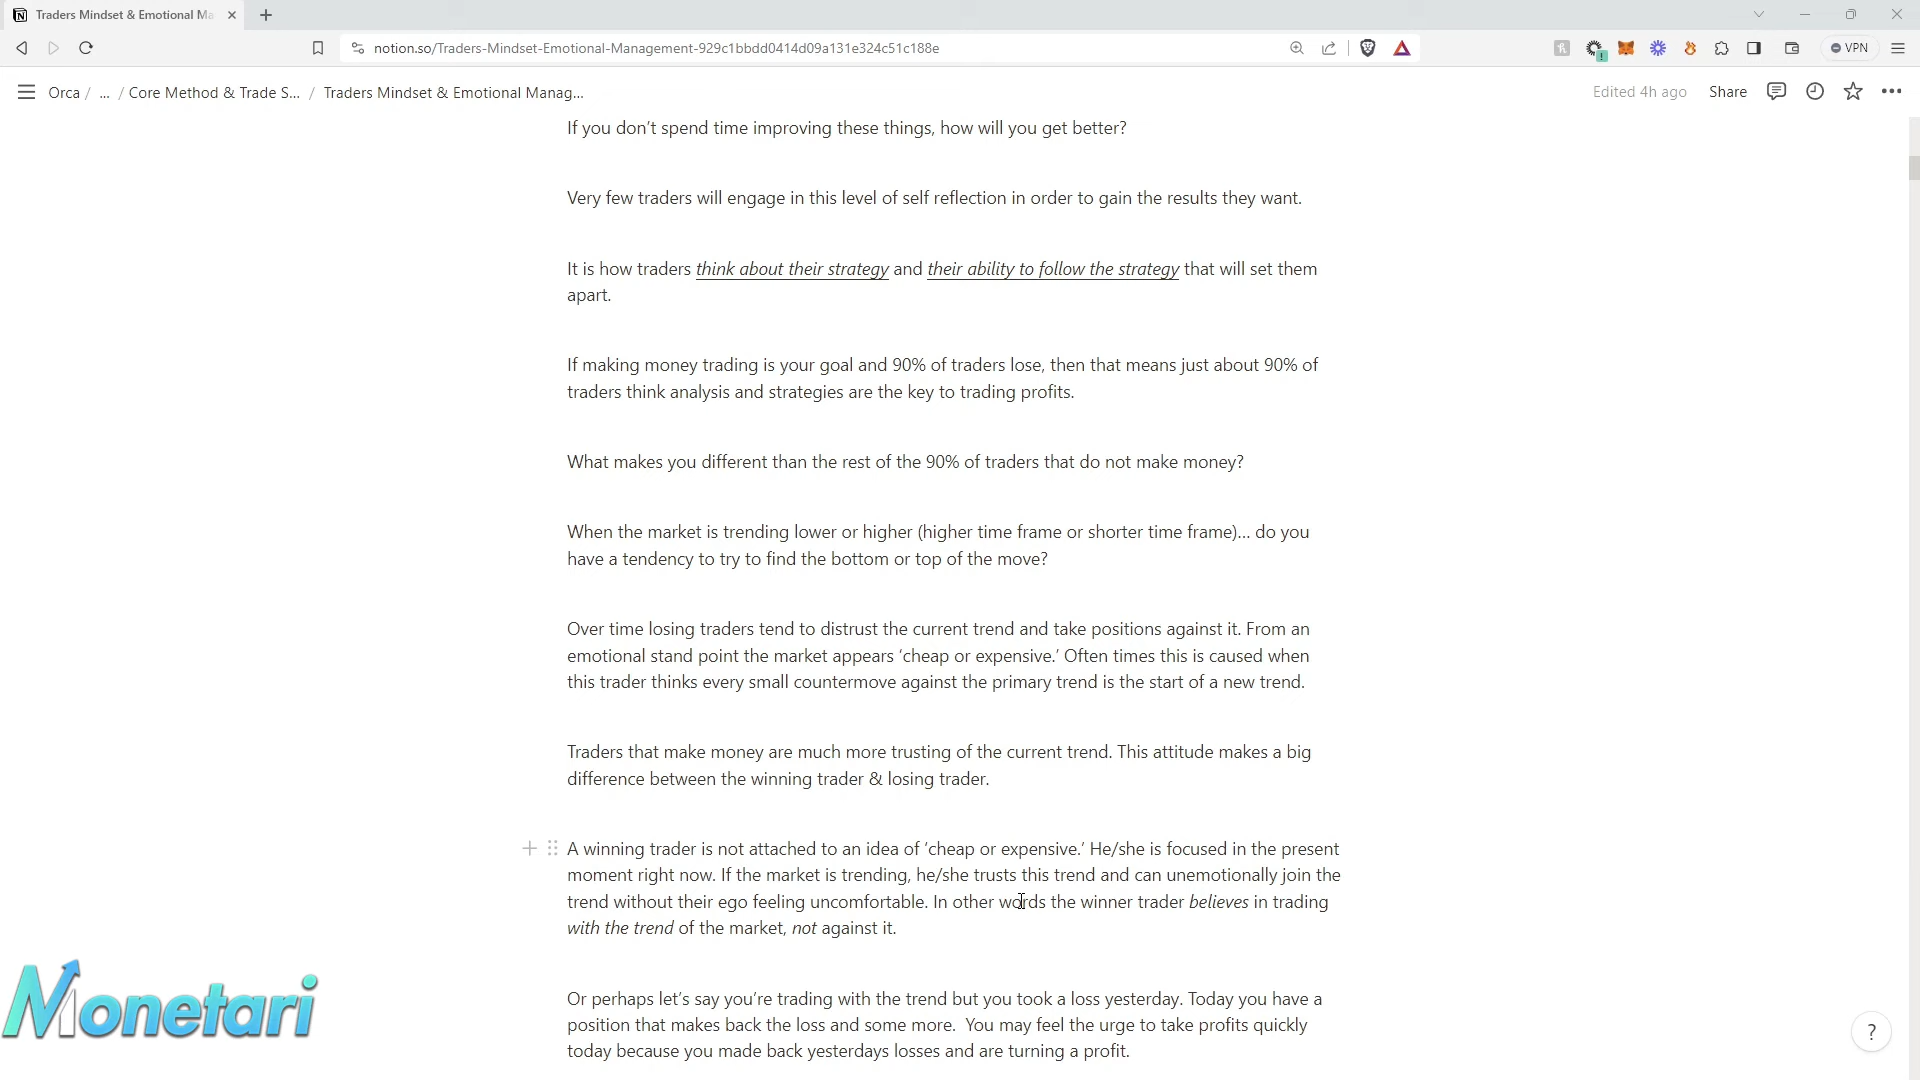 Traders Mindset & Emotional Ma
notion.so/Traders-Mindset-Emotional-Management-929c1bbdd0414d09a131e324c51c188e
VPN
Orca / ... / Core Method & Trade S... / Traders Mindset & Emotional Manag...
Edited 4h ago Share
If you don’t spend time improving these things, how will you get better?
Very few traders will engage in this level of self reflection in order to gain the results they want.
It is how traders think about their strategy and their ability to follow the strategy that will set them
apart.
If making money trading is your goal and 90% of traders lose, then that means just about 90% of
traders think analysis and strategies are the key to trading profits.
What makes you different than the rest of the 90% of traders that do not make money?
When the market is trending lower or higher (higher time frame or shorter time frame)... do you
have a tendency to try to find the bottom or top of the move?
Over time losing traders tend to distrust the current trend and take positions against it. From an
emotional stand point the market appears ‘cheap or expensive.’ Often times this is caused when
this trader thinks every small countermove against the primary trend is the start of a new trend.
Traders that make money are much more trusting of the current trend. This attitude makes a big
difference between the winning trader & losing trader.
A winning trader is not attached to an idea of ‘cheap or expensive.’ He/she is focused in the present
moment right now. If the market is trending, he/she trusts this trend and can unemotionally join the
trend without their ego feeling uncomfortable. In other words the winner trader believes in trading
with the trend of the market, not against it.
Or perhaps let’s say you’re trading with the trend but you took a loss yesterday. Today you have a
position that makes back the loss and some more.  You may feel the urge to take profits quickly
today because you made back yesterdays losses and are turning a profit.
Monetari
?